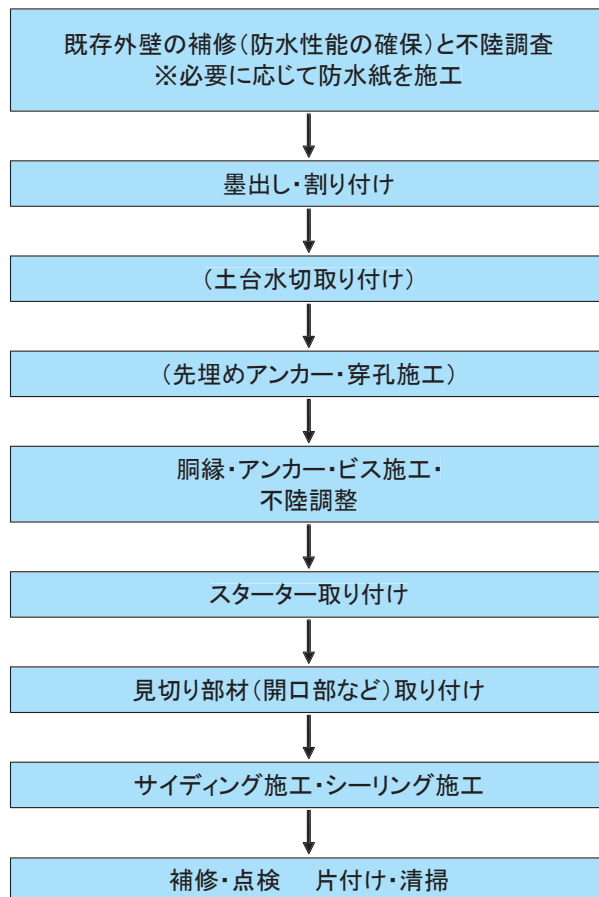 既存外壁の補修（防水性能の確保）と不陸調査
※必要に応じて防水紙を施工
墨出し・割り付け
（土台水切取り付け）
（先埋めアンカー・穿孔施工）
胴縁・アンカー・ビス施工・
不陸調整
スターター取り付け
見切り部材（開口部など）取り付け
サイディング施工・シーリング施工
補修・点検　片付け・清掃